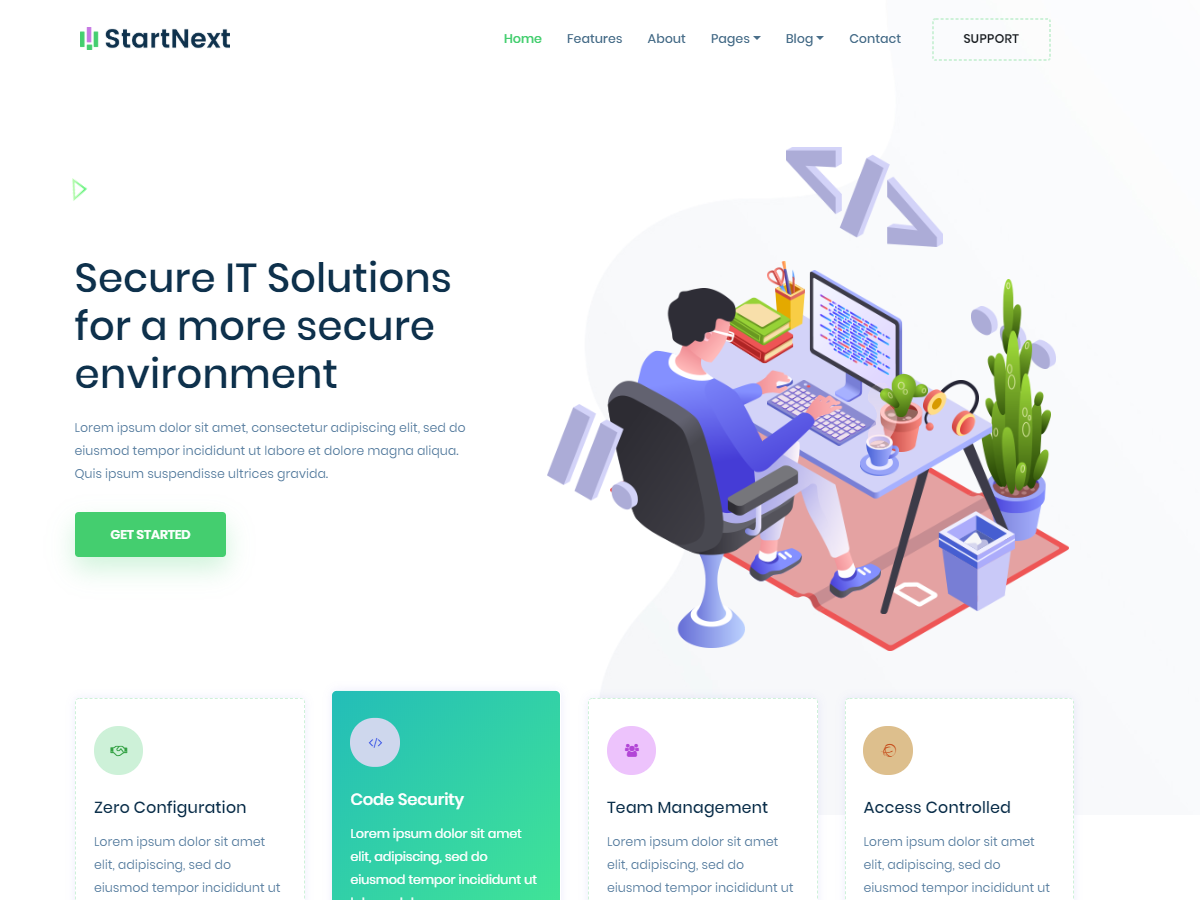 StartNext
Home Features About Pages Blog Contact SUPPORT
Secure IT Solutions
for a more secure
environment
Lorem ipsum dolor sit amet, consectetur adipiscing elit, sed do
eiusmod tempor incididunt ut labore et dolore magna aliqua.
Quis ipsum suspendisse ultrices gravida.
GET STARTED
Zero Configuration
Lorem ipsum dolor sit amet
elit, adipiscing, sed do
eiusmod tempor incididunt ut
Code Security
Lorem ipsum dolor sit amet
elit, adipiscing, sed do
eiusmod tempor incididunt ut
Team Management
Lorem ipsum dolor sit amet
elit, adipiscing, sed do
eiusmod tempor incididunt ut
Access Controlled
Lorem ipsum dolor sit amet
elit, adipiscing, sed do
eiusmod tempor incididunt ut